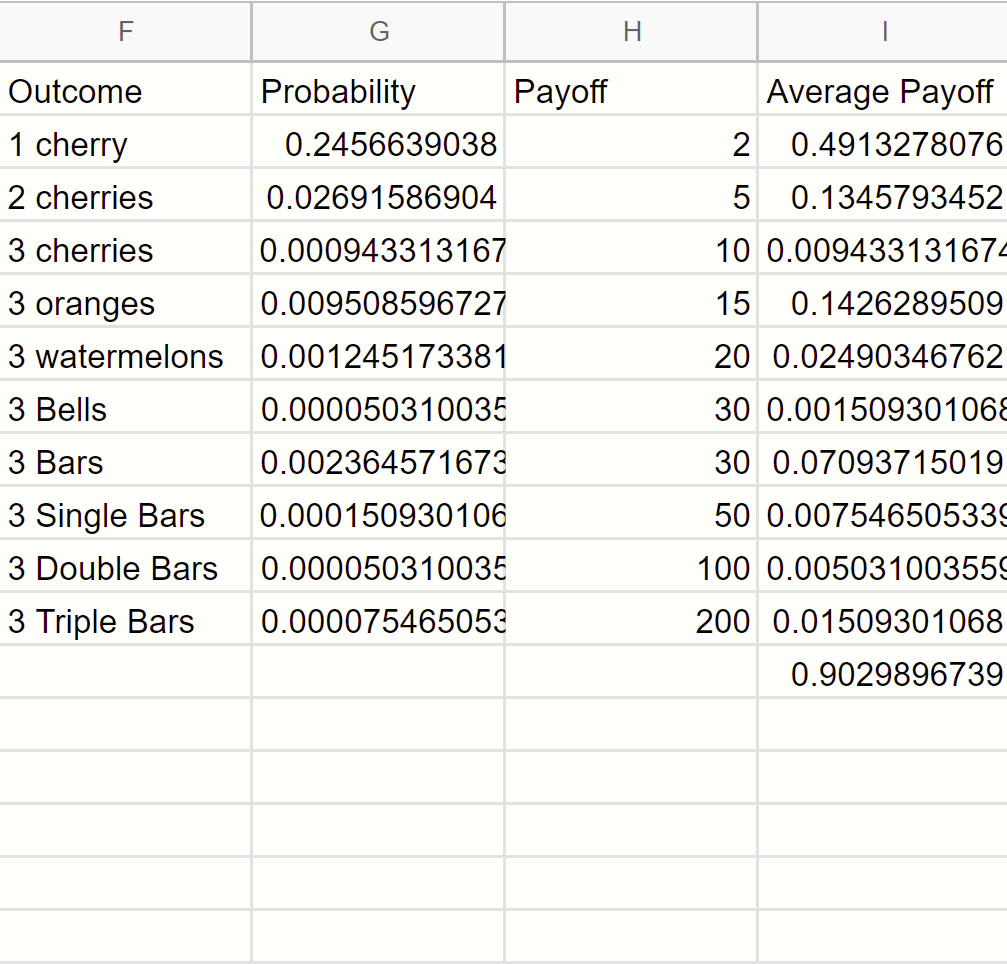 F G H I
Outcome Probability Payoff Average Payoff
1 cherry 0.2456639038 2 0.4913278076
2 cherries 0.02691586904 5 0.1345793452
3 cherries 0.000943313167 10 0.009433131674
3 oranges 0.009508596727 15 0.1426289509
3 watermelons 0.001245173381 20 0.02490346762
3 Bells 0.000050310035 30 0.001509301068
3 Bars 0.002364571673 30 0.07093715019
3 Single Bars 0.000150930106 50 0.007546505339
3 Double Bars 0.000050310035 100 0.005031003559
3 Triple Bars 0.000075465053 200 0.01509301068
0.9029896739